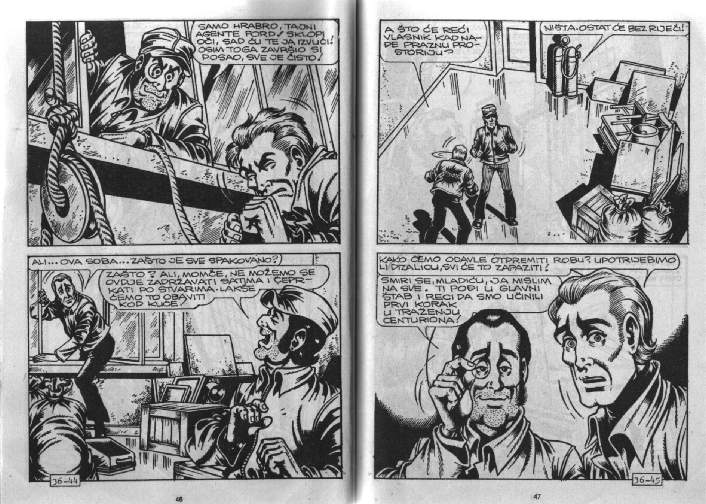 SAMO HRABRO, TAJNI
AGENTE FORD! SKLOPI
OČI, SAD ĆU TE JA IZVUĆI!
OSIM TOGA ZAVRŠIO SI
POSAO, SVE JE ČISTO!
ALI... OVA SOBA... ZAŠTO JE SVE SPAKOVANO?!
ZAŠTO? ALI, MOMČE, NE MOŽEMO SE
OVDJE ZADRŽAVATI SATIMA I ČEPR-
KATI PO STVARIMA. LAKŠE
ĆEMO TO OBAVITI
KOD KUĆE
36-44
46
A ŠTO ĆE REĆI
VLASNIK KAD NA-
ĐE PRAZNU PRO-
STORIJU?
NIŠTA. OSTAT ĆE BEZ RIJEČI!
KAKO ĆEMO ODAVLE OTPREMITI ROBU? UPOTRIJEBIMO
LI DIZALICU, SVI ĆE TO ZAPAZITI!
SMIRI SE, MLADIĆU, JA MISLIM
NA SVE. TI POĐI U GLAVNI
ŠTAB I RECI DA SMO UČINILI
PRVI KORAK
U TRAŽENJU
CENTURIONA!
36-45
47